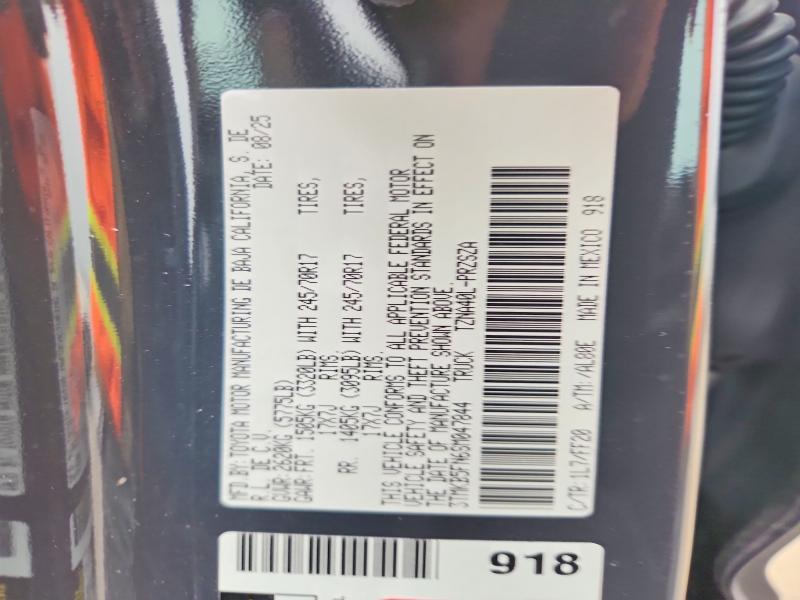 MFD BY:TOYOTA MOTOR MANUFACTURING DE BAJA CALIFORNIA, S. DE
R.L. DE C.V. DATE: 08/25
GVWR:2620KG (5775LB)
GAWR:FRT. 1505KG (3320LB) WITH 245/70R17 TIRES,
17X7J RIMS,
RR. 1405KG (3095LB) WITH 245/70R17 TIRES,
17X7J RIMS.
THIS VEHICLE CONFORMS TO ALL APPLICABLE FEDERAL MOTOR
VEHICLE SAFETY AND THEFT PREVENTION STANDARDS IN EFFECT ON
THE DATE OF MANUFACTURE SHOWN ABOVE.
3TMKB5FN6SM047944 TRUCK TZNA40L-PRZSZA
C/TR:1L7/FF20 A/TM:/AL00E MADE IN MEXICO 918
918